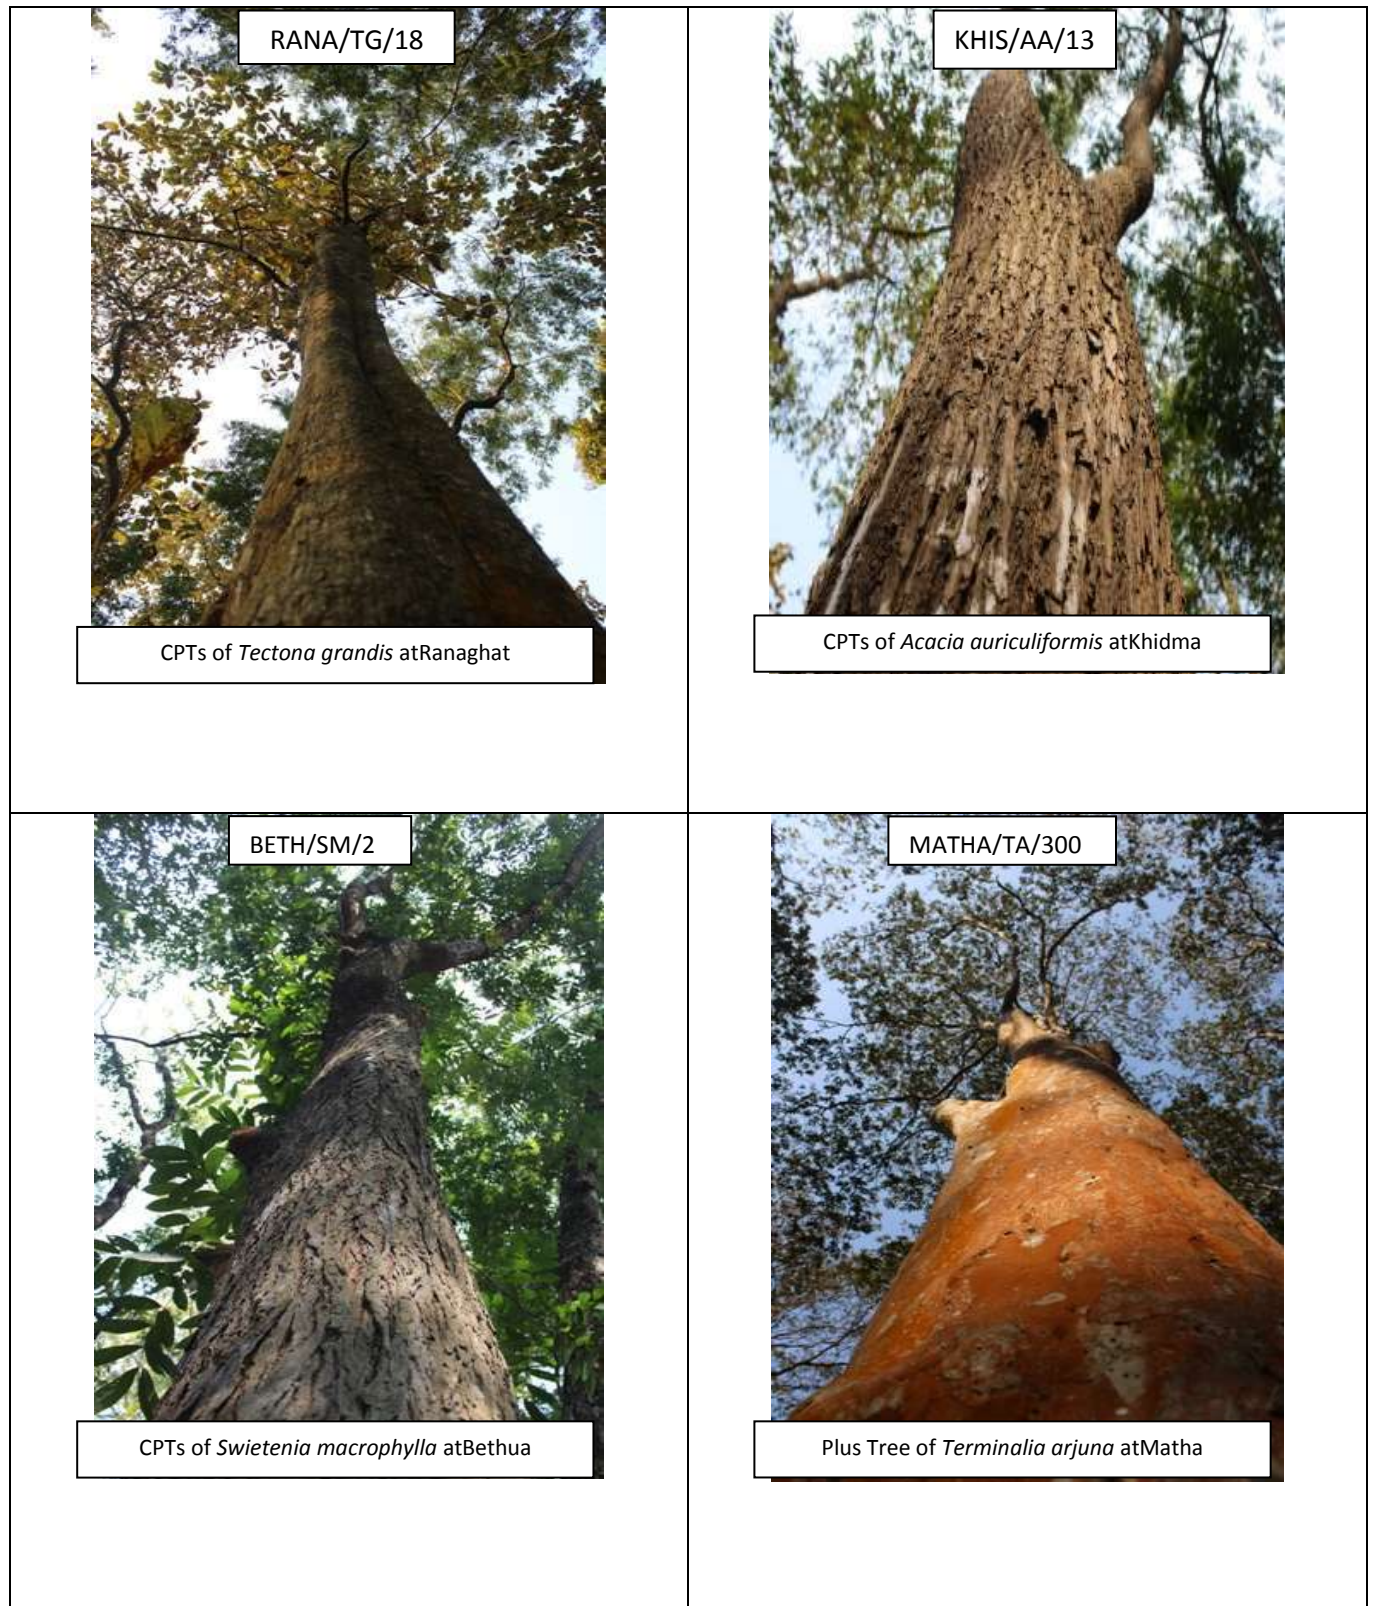 RANA/TG/18
KHIS/AA/13
CPTs of Tectona grandis atRanaghat
CPTs of Acacia auriculiformis atKhidma
BETH/SM/2
MATHA/TA/300
CPTs of Swietenia macrophylla atBethua
Plus Tree of Terminalia arjuna atMatha